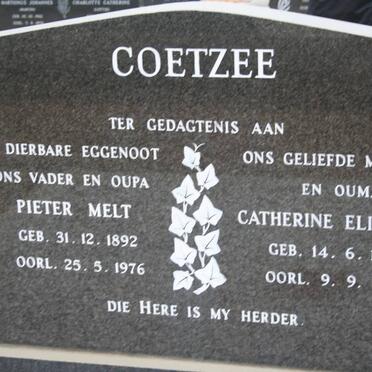 COETZEE
TER GEDAGTENIS AAN
DIERBARE EGGENOOT
ONS VADER EN OUPA
PIETER MELT
GEB. 31.12.1892
OORL. 25.5.1976
ONS GELIEFDE
EN OUMA
CATHERINE
GEB. 14.6.
OORL. 9.9.
DIE HERE IS MY HERDER.